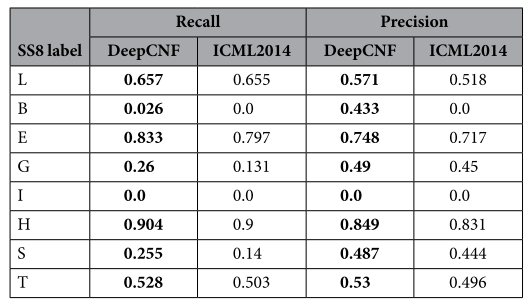 Recall Precision
SS8 label DeepCNF ICML2014 DeepCNF ICML2014
L 0.657 0.655 0.571 0.518
B 0.026 0.0 0.433 0.0
E 0.833 0.797 0.748 0.717
G 0.26 0.131 0.49 0.45
I 0.0 0.0 0.0 0.0
H 0.904 0.9 0.849 0.831
S 0.255 0.14 0.487 0.444
T 0.528 0.503 0.53 0.496